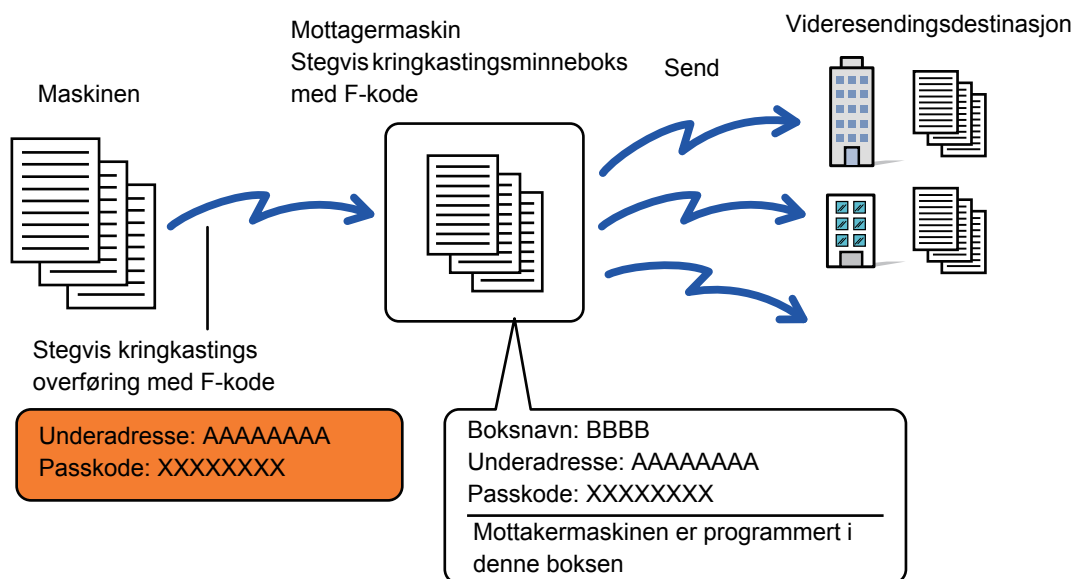 Maskinen
Mottagermaskin
Stegvis kringkastingsminneboks
med F-kode
Send
Videresendingsdestinasjon
Stegvis kringkastings
overføring med F-kode
Underadresse: AAAAAAAA
Passkode: XXXXXXXX
Boksnavn: BBBB
Underadresse: AAAAAAAA
Passkode: XXXXXXXX
Mottakermaskinen er programmert i
denne boksen